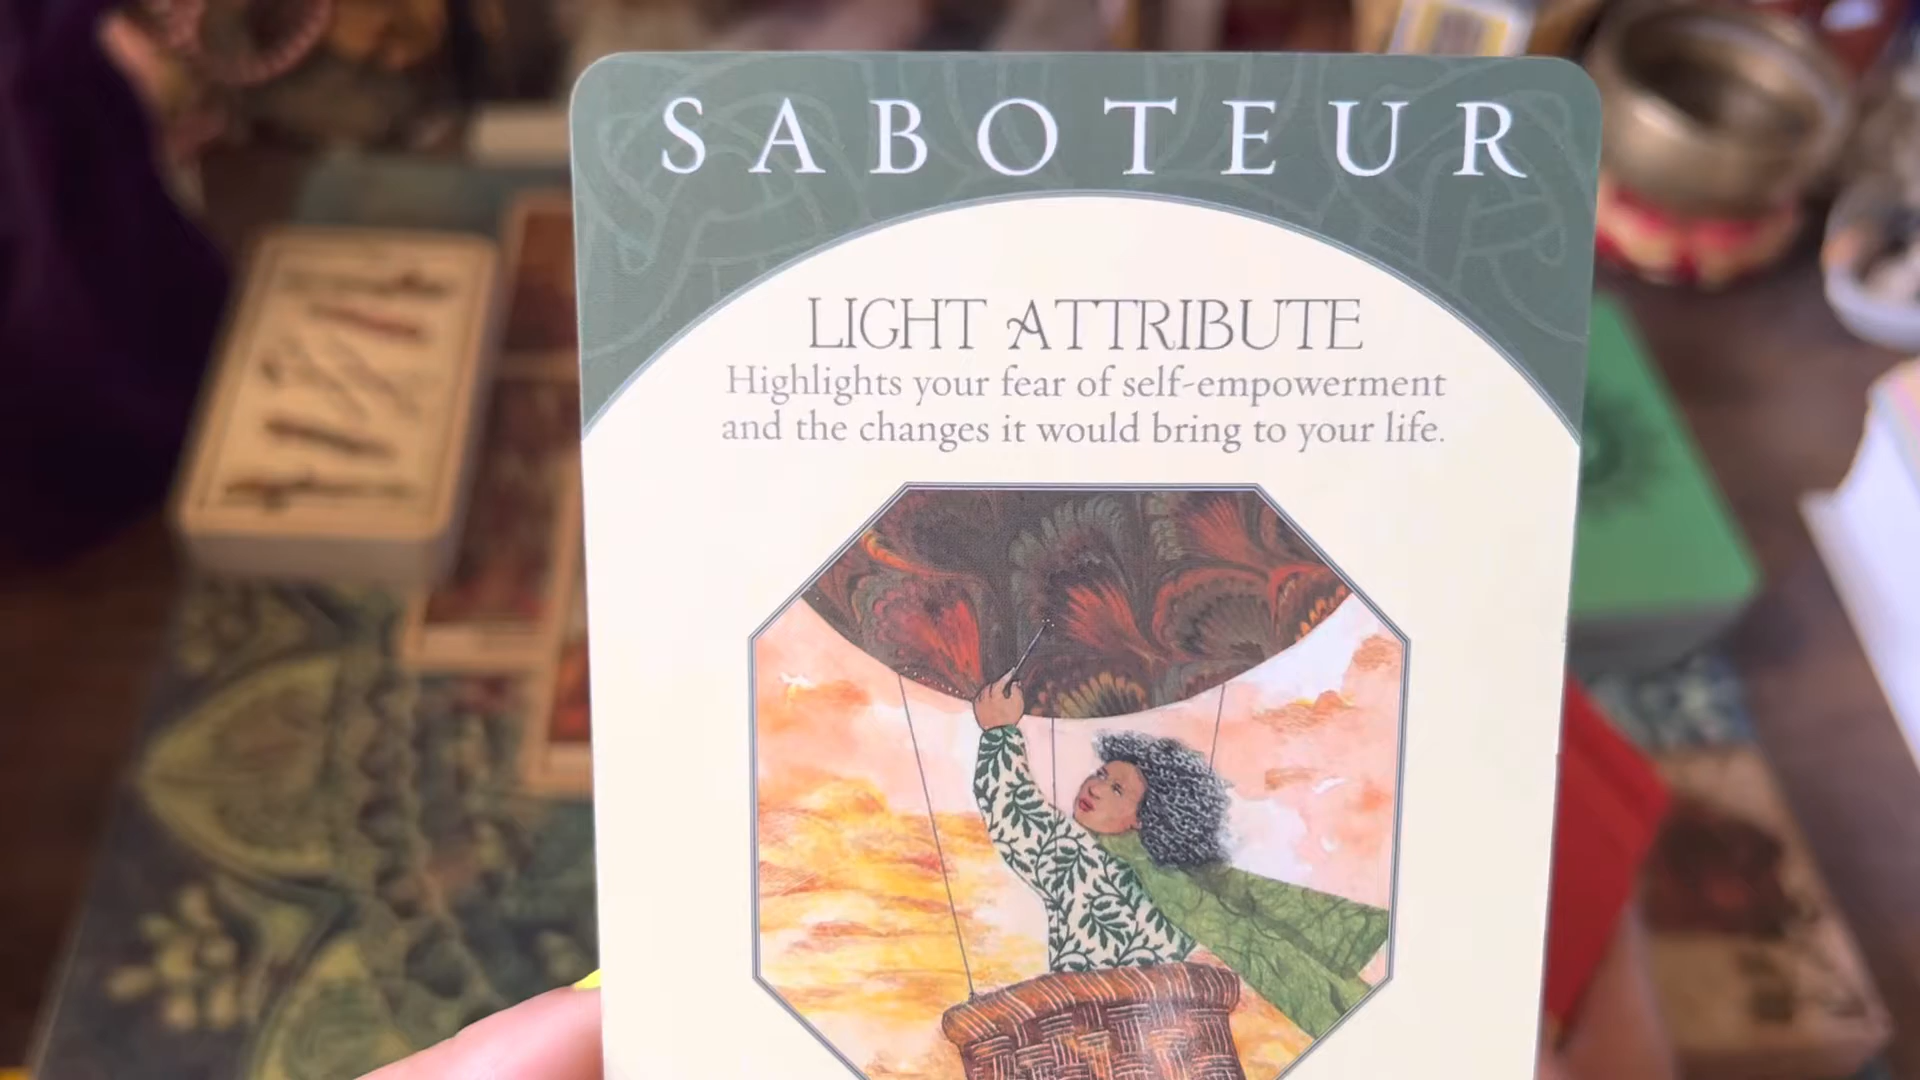 SABOTEUR
LIGHT ATTRIBUTE
Highlights your fear of self-empowerment
and the changes it would bring to your life.